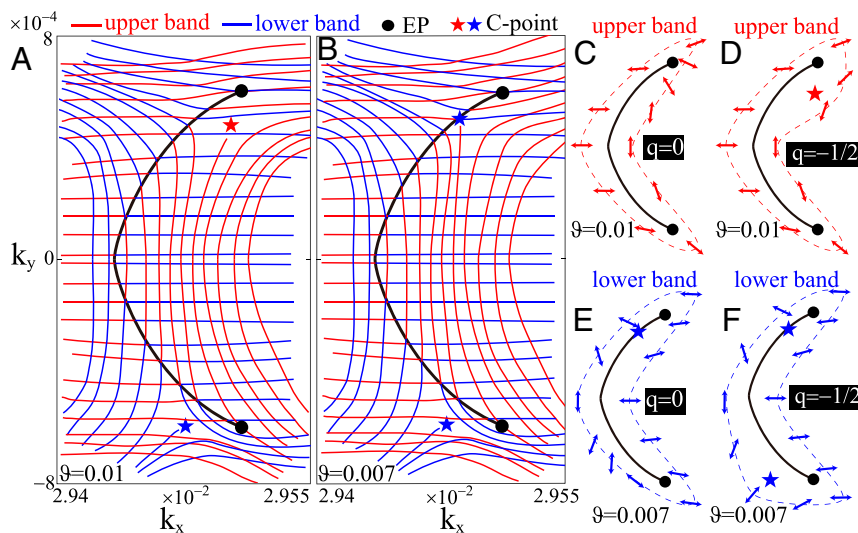 upper band lower band EP C-point
×10⁻⁴
8
A
B
k_y 0
−8
ϑ=0.01
ϑ=0.007
2.94 ×10⁻² 2.955
2.94 ×10⁻² 2.955
k_x
k_x
upper band
C
q=0
ϑ=0.01
upper band
D
q=−1/2
ϑ=0.01
lower band
E
q=0
ϑ=0.007
lower band
F
q=−1/2
ϑ=0.007